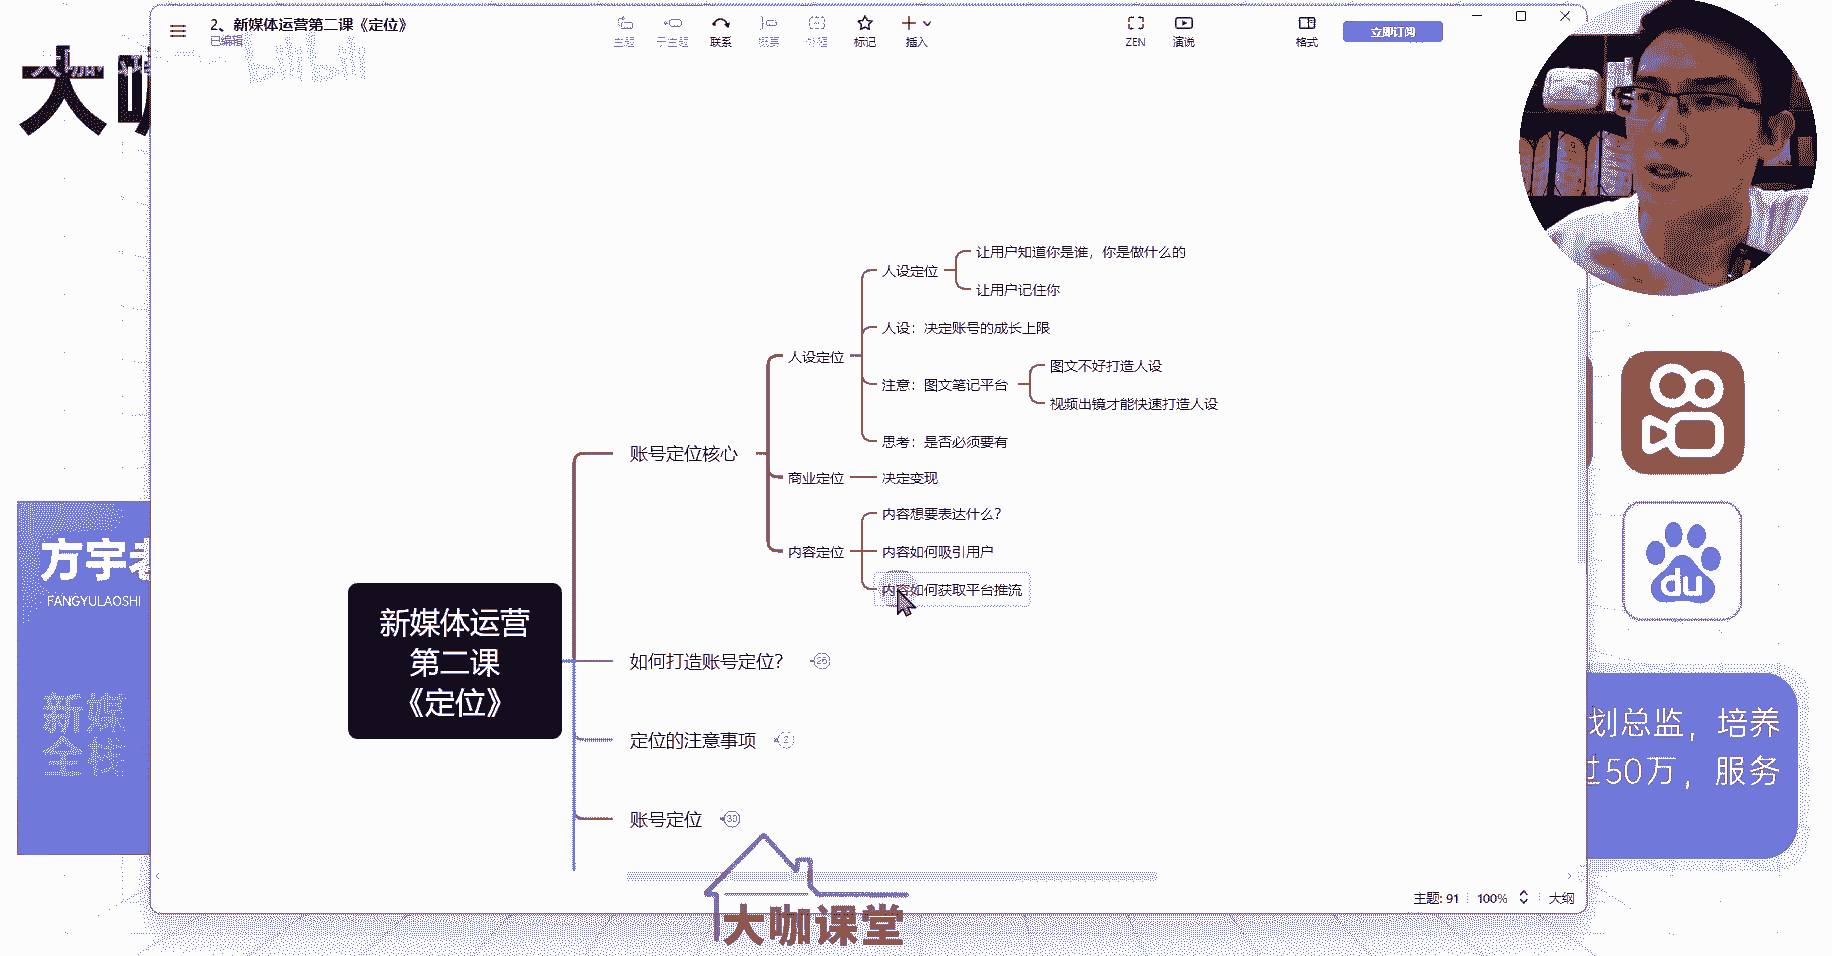 2、新媒体运营第二课《定位》
已编辑
主题
子主题
联系
概要
外框
标记
插入
ZEN
演说
格式
立即订阅
bilibili
大咖
让用户知道你是谁，你是做什么的
人设定位
让用户记住你
人设：决定账号的成长上限
人设定位
图文不好打造人设
注意：图文笔记平台
视频出镜才能快速打造人设
思考：是否必须要有
账号定位核心
商业定位
决定变现
内容想要表达什么？
内容定位
内容如何吸引用户
内容如何获取平台推流
方宇老
FANGYULAOSHI
du
新媒体运营
第二课
《定位》
如何打造账号定位？
26
新媒
全栈
定位的注意事项
2
划总监，培养
过50万，服务
账号定位
30
主题: 91
100%
大纲
大咖课堂